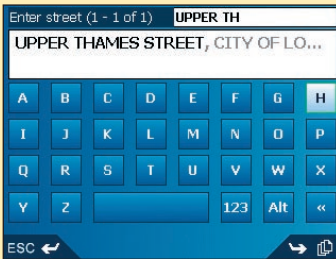 Enter street (1 - 1 of 1) UPPER TH
UPPER THAMES STREET, CITY OF LO...
A B C D E F G H
I J K L M N O P
Q R S T U V W X
Y Z 123 Alt «
ESC